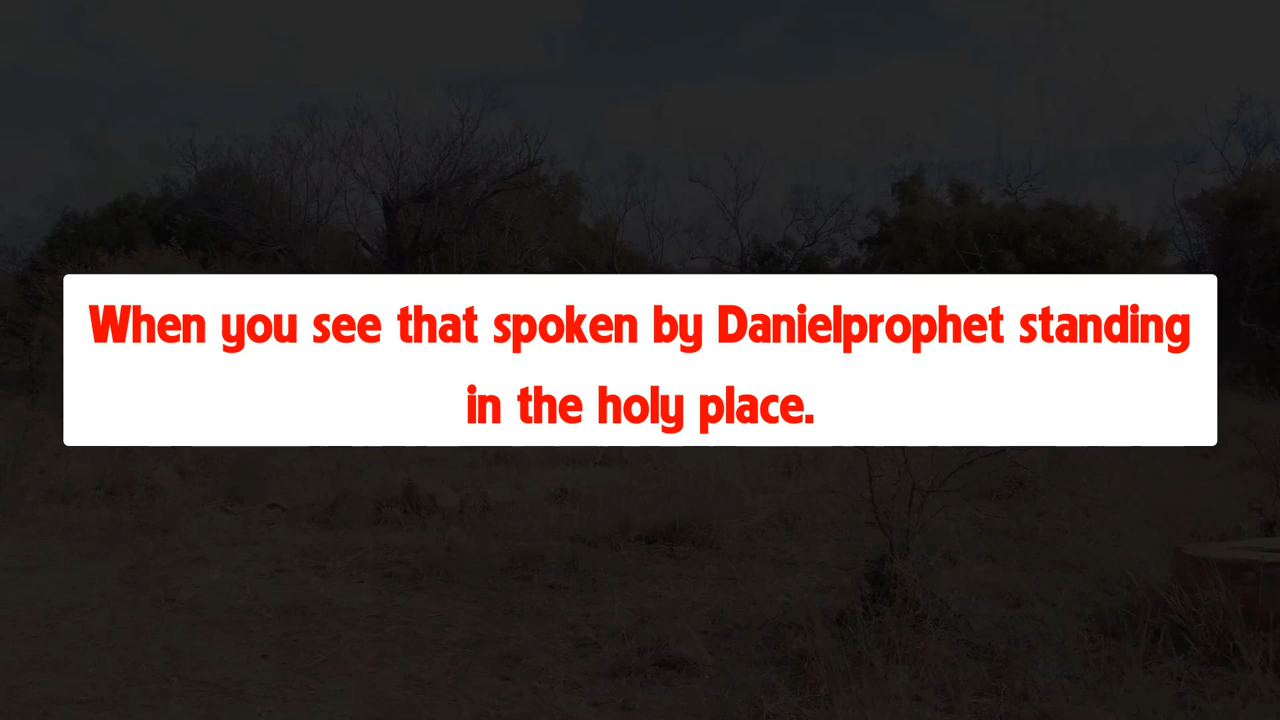 When you see that spoken by Danielprophet standing
in the holy place.